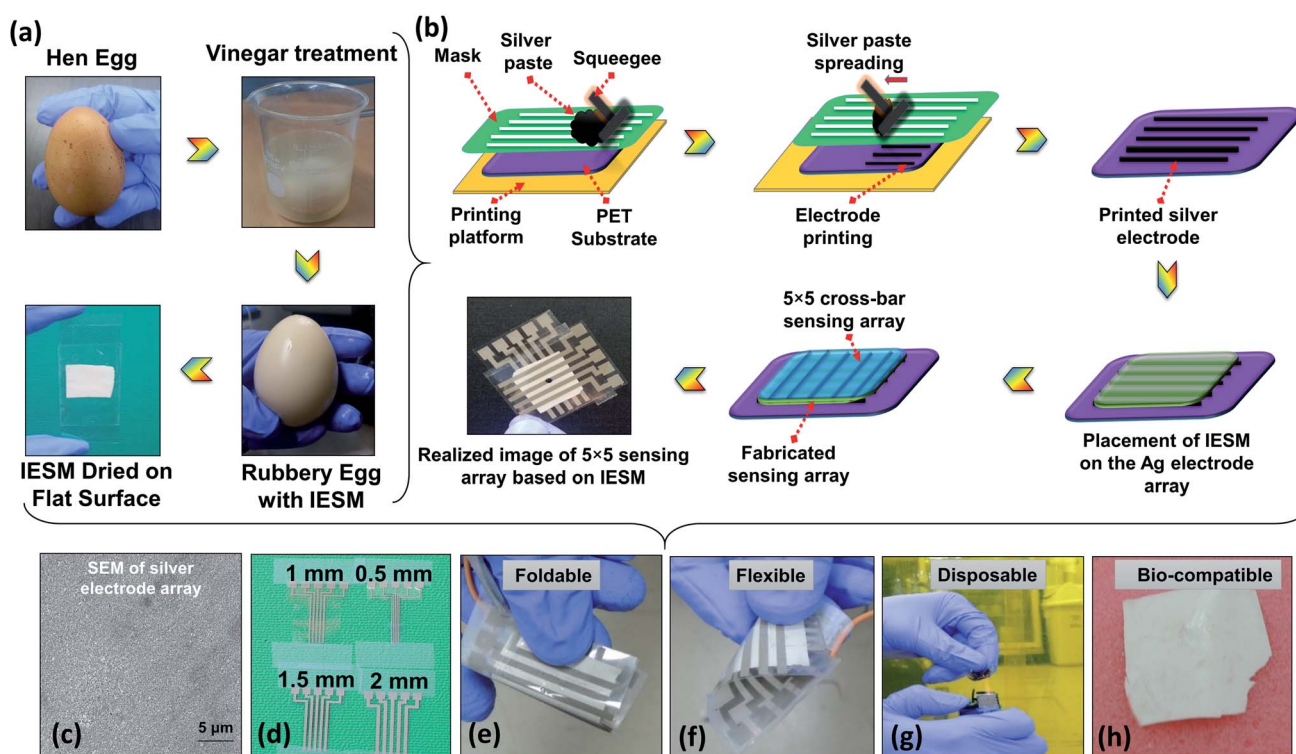 (a)
Hen Egg
Vinegar treatment
IESM Dried on
Flat Surface
Rubbery Egg
with IESM
(b)
Mask
Silver
paste
Squeegee
Printing
platform
PET
Substrate
Silver paste
spreading
Electrode
printing
Printed silver
electrode
Realized image of 5×5 sensing
array based on IESM
5×5 cross-bar
sensing array
Fabricated
sensing array
Placement of IESM
on the Ag electrode
array
SEM of silver
electrode array
5 µm
(c)
1 mm
0.5 mm
1.5 mm
2 mm
(d)
Foldable
(e)
Flexible
(f)
Disposable
(g)
Bio-compatible
(h)